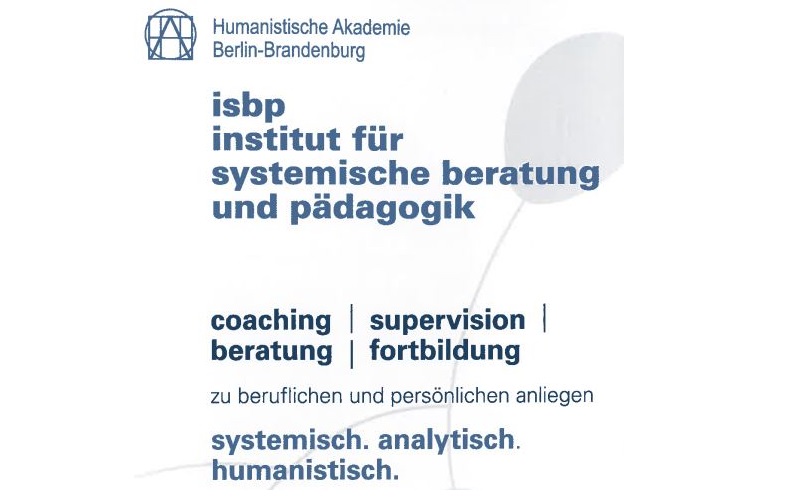 Humanistische Akademie
Berlin-Brandenburg
isbp
institut für
systemische beratung
und pädagogik
coaching | supervision |
beratung | fortbildung
zu beruflichen und persönlichen anliegen
systemisch. analytisch.
humanistisch.